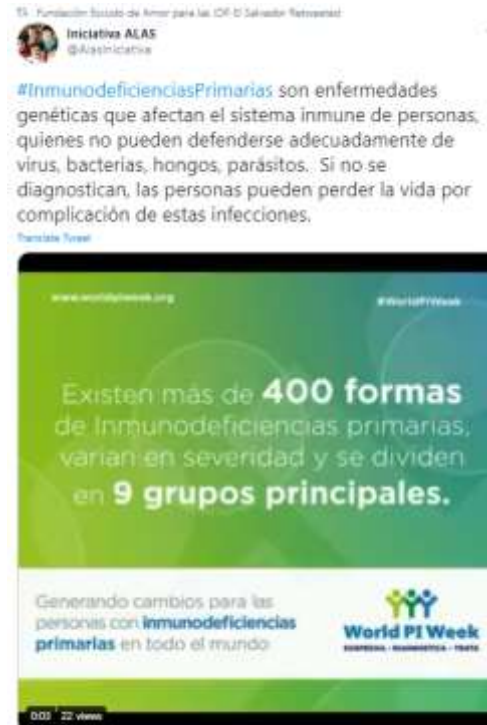 Fundación Escudo de Amor para las IDP El Salvador Retweeted
Iniciativa ALAS
@AlasIniciativa
#InmunodeficienciasPrimarias son enfermedades
genéticas que afectan el sistema inmune de personas,
quienes no pueden defenderse adecuadamente de
virus, bacterias, hongos, parásitos. Si no se
diagnostican, las personas pueden perder la vida por
complicación de estas infecciones.
Translate Tweet
www.worldpiweek.org
#WorldPIWeek
Existen más de 400 formas
de Inmunodeficiencias primarias,
varían en severidad y se dividen
en 9 grupos principales.
Generando cambios para las
personas con inmunodeficiencias
primarias en todo el mundo
World PI Week
SOSPECHA · DIAGNOSTICA · TRATA
0:03 22 views